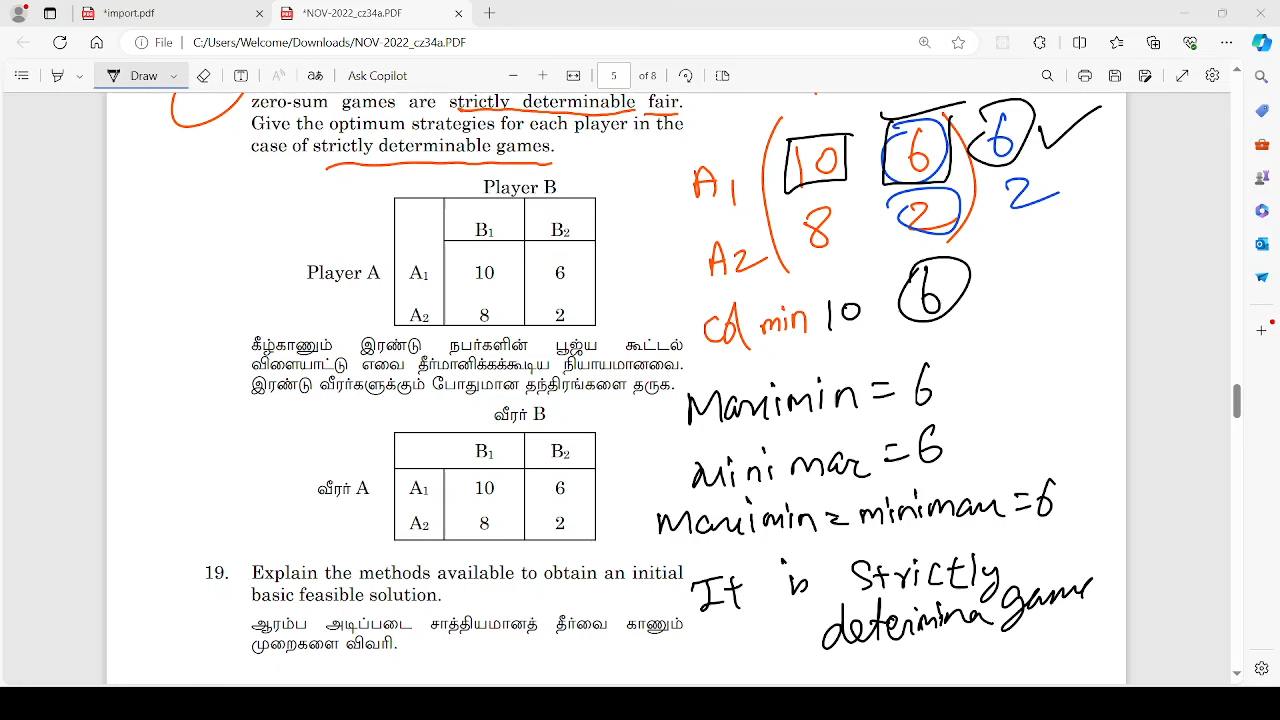 *import.pdf
*NOV-2022_cz34a.PDF
File C:/Users/Welcome/Downloads/NOV-2022_cz34a.PDF
Draw Ask Copilot 5 of 8
zero-sum games are strictly determinable fair.
Give the optimum strategies for each player in the
case of strictly determinable games.
Player B
B1 B2
Player A A1 10 6
A2 8 2
கீழ்காணும் இரண்டு நபர்களின் பூஜ்ய கூட்டல்
விளையாட்டு எவை தீர்மானிக்கக்கூடிய நியாயமானவை.
இரண்டு வீரர்களுக்கும் போதுமான தந்திரங்களை தருக.
வீரர் B
B1 B2
வீரர் A A1 10 6
A2 8 2
19. Explain the methods available to obtain an initial
basic feasible solution.
ஆரம்ப அடிப்படை சாத்தியமானத் தீர்வை காணும்
முறைகளை விவரி.
A1 10 6 6
A2 8 2 2
col min 10 6
Maximin = 6
minimax = 6
maximin = minimax = 6
It is strictly
determina game